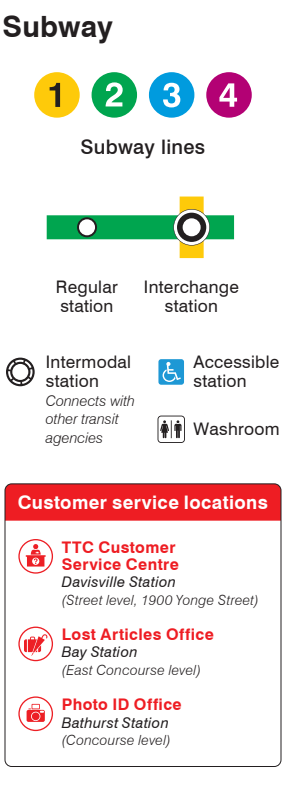 Subway
1 2 3 4
Subway lines
Regular
station
Interchange
station
Intermodal
station
Connects with
other transit
agencies
Accessible
station
Washroom
Customer service locations
?
TTC Customer
Service Centre
Davisville Station
(Street level, 1900 Yonge Street)
Lost Articles Office
Bay Station
(East Concourse level)
Photo ID Office
Bathurst Station
(Concourse level)